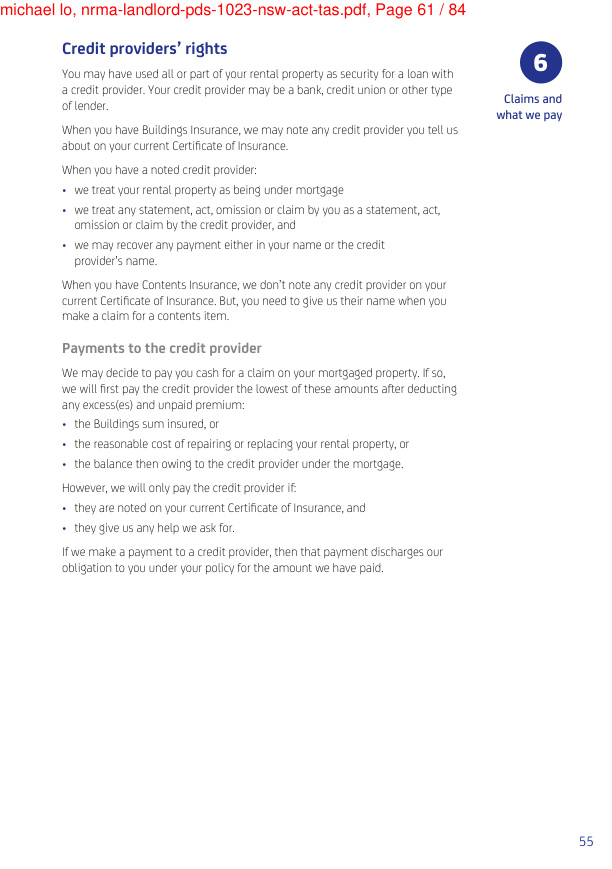 michael lo, nrma-landlord-pds-1023-nsw-act-tas.pdf, Page 61 / 84
Credit providers’ rights
You may have used all or part of your rental property as security for a loan with
a credit provider. Your credit provider may be a bank, credit union or other type
of lender.
When you have Buildings Insurance, we may note any credit provider you tell us
about on your current Certificate of Insurance.
When you have a noted credit provider:
• we treat your rental property as being under mortgage
• we treat any statement, act, omission or claim by you as a statement, act,
omission or claim by the credit provider, and
• we may recover any payment either in your name or the credit
provider’s name.
When you have Contents Insurance, we don’t note any credit provider on your
current Certificate of Insurance. But, you need to give us their name when you
make a claim for a contents item.
Payments to the credit provider
We may decide to pay you cash for a claim on your mortgaged property. If so,
we will first pay the credit provider the lowest of these amounts after deducting
any excess(es) and unpaid premium:
• the Buildings sum insured, or
• the reasonable cost of repairing or replacing your rental property, or
• the balance then owing to the credit provider under the mortgage.
However, we will only pay the credit provider if:
• they are noted on your current Certificate of Insurance, and
• they give us any help we ask for.
If we make a payment to a credit provider, then that payment discharges our
obligation to you under your policy for the amount we have paid.
6
Claims and
what we pay
55